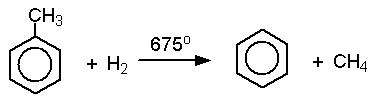 CH₃
+ H₂ 675⁰ + CH₄